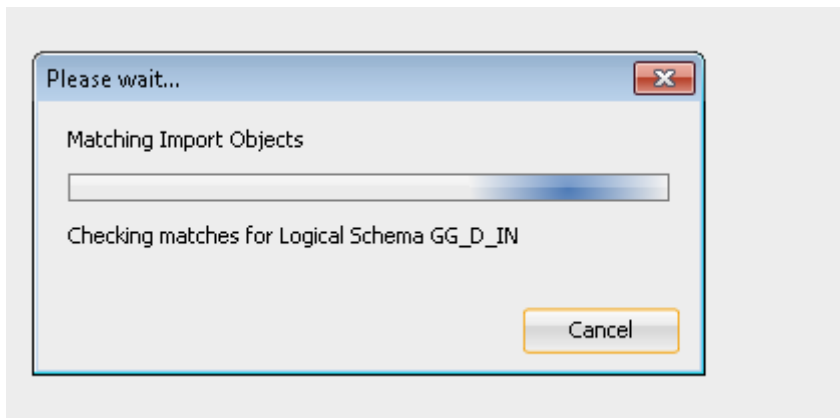 Please wait...
Matching Import Objects
Checking matches for Logical Schema GG_D_IN
Cancel